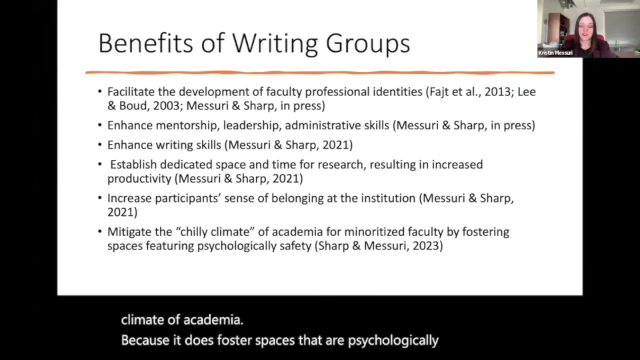 Benefits of Writing Groups
Kristin Messuri
• Facilitate the development of faculty professional identities (Fajt et al., 2013; Lee
& Boud, 2003; Messuri & Sharp, in press)
• Enhance mentorship, leadership, administrative skills (Messuri & Sharp, in press)
• Enhance writing skills (Messuri & Sharp, 2021)
• Establish dedicated space and time for research, resulting in increased
productivity (Messuri & Sharp, 2021)
• Increase participants' sense of belonging at the institution (Messuri & Sharp,
2021)
• Mitigate the “chilly climate” of academia for minoritized faculty by fostering
spaces featuring psychologically safety (Sharp & Messuri, 2023)
climate of academia.
Because it does foster spaces that are psychologically